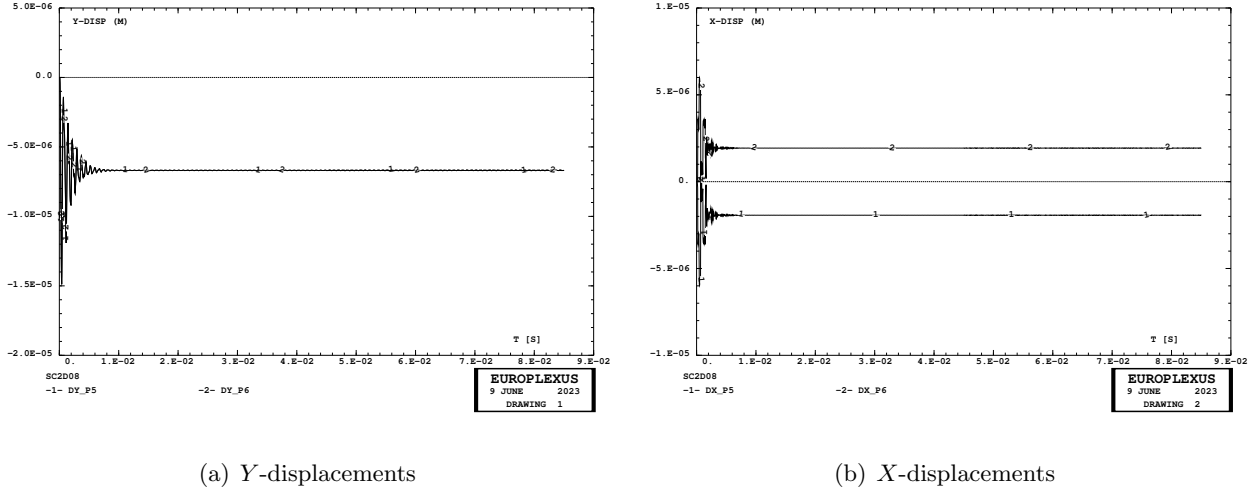 5.0E-06
Y-DISP (M)
0.0
-5.0E-06
-1.0E-05
-1.5E-05
-2.0E-05
T [S]
0. 1.E-02 2.E-02 3.E-02 4.E-02 5.E-02 6.E-02 7.E-02 8.E-02 9.E-02
SC2D08
-1- DY_P5 -2- DY_P6
EUROPLEXUS
9 JUNE 2023
DRAWING 1
(a) Y-displacements
1.E-05
X-DISP (M)
5.E-06
0.
-5.E-06
-1.E-05
T [S]
0. 1.E-02 2.E-02 3.E-02 4.E-02 5.E-02 6.E-02 7.E-02 8.E-02 9.E-02
SC2D08
-1- DX_P5 -2- DX_P6
EUROPLEXUS
9 JUNE 2023
DRAWING 2
(b) X-displacements